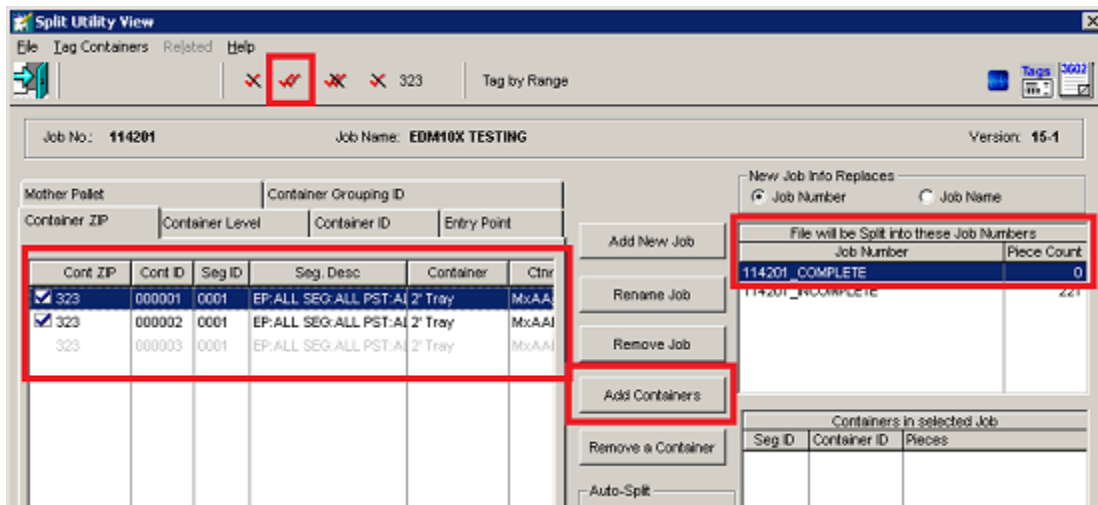 Split Utility View
File Tag Containers Related Help
323 Tag by Range Tags 3602
Job No.: 114201 Job Name: EDM10X TESTING Version: 15-1
Mother Pallet Container Grouping ID
Container ZIP Container Level Container ID Entry Point
Cont ZIP Cont ID Seg ID Seg. Desc Container Ctnr
323 000001 0001 EP:ALL SEG:ALL PST:AL 2' Tray MxAA
323 000002 0001 EP:ALL SEG:ALL PST:AL 2' Tray MxAAI
323 000003 0001 EP:ALL SEG:ALL PST:AL 2' Tray MxAAI
Add New Job
Rename Job
Remove Job
Add Containers
Remove a Container
Auto-Split
New Job Info Replaces
Job Number Job Name
File will be Split into these Job Numbers
Job Number Piece Count
114201_COMPLETE 0
114201_INCOMPLETE 221
Containers in selected Job
Seg ID Container ID Pieces